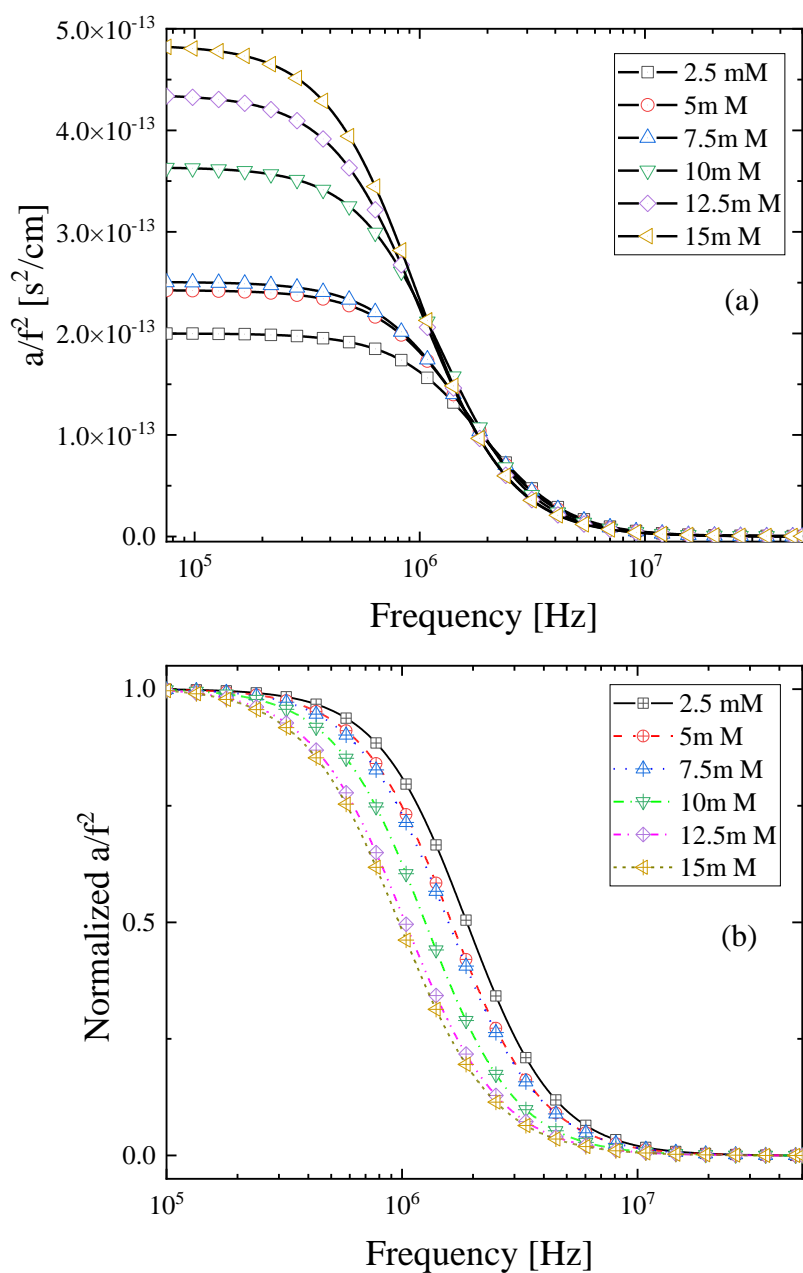 5.0×10⁻¹³
4.0×10⁻¹³
3.0×10⁻¹³
2.0×10⁻¹³
1.0×10⁻¹³
0.0
a/f² [s²/cm]
2.5 mM
5m M
7.5m M
10m M
12.5m M
15m M
(a)
10⁵
10⁶
10⁷
Frequency [Hz]
1.0
0.5
0.0
Normalized a/f²
2.5 mM
5m M
7.5m M
10m M
12.5m M
15m M
(b)
10⁵
10⁶
10⁷
Frequency [Hz]